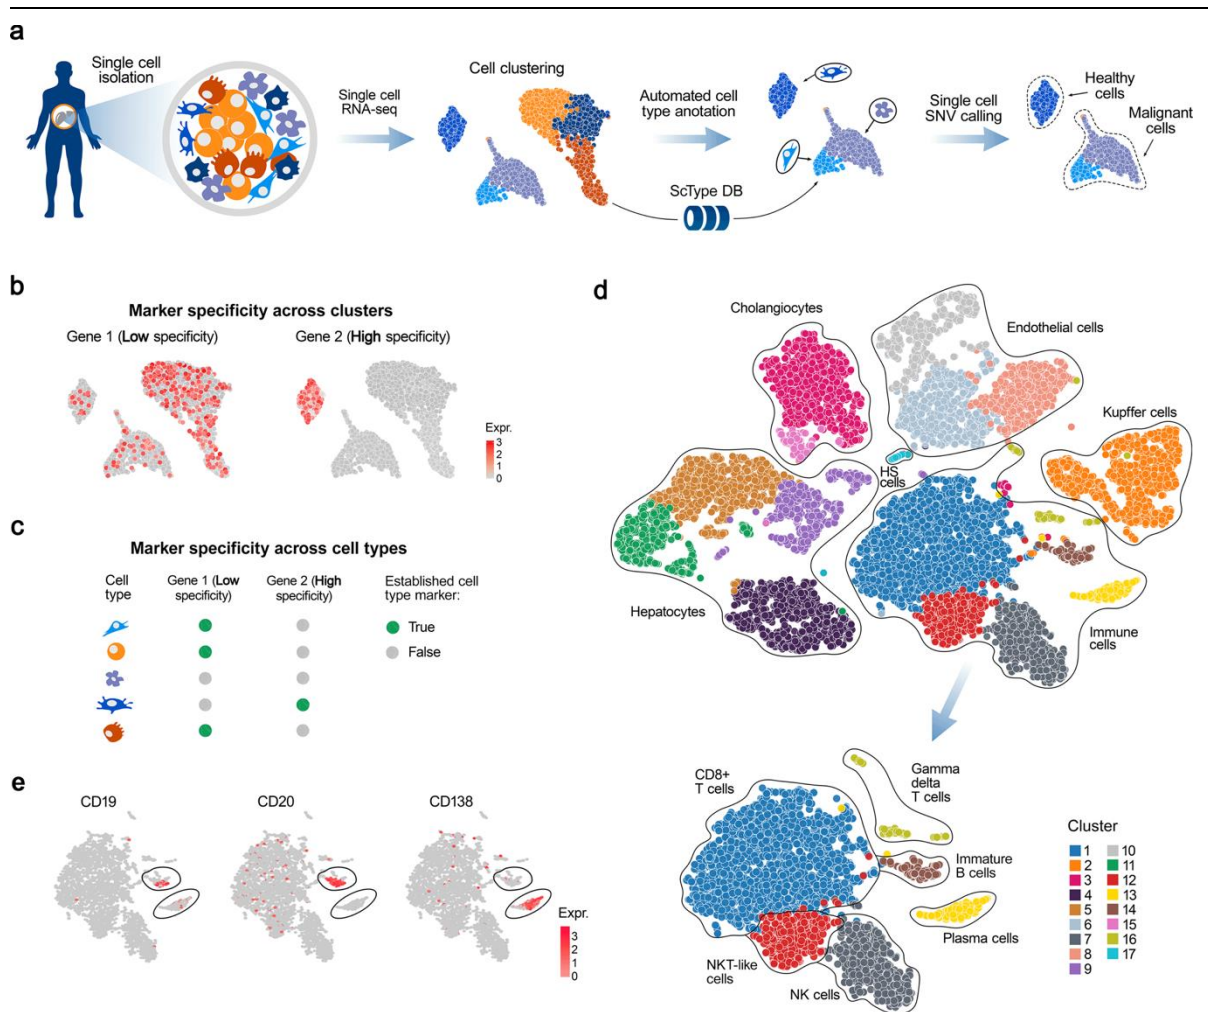 a
Single cell
isolation
Single cell
RNA-seq
Cell clustering
Automated cell
type anotation
Single cell
SNV calling
Healthy
cells
Malignant
cells
ScType DB
b
Marker specificity across clusters
Gene 1 (Low specificity)
Gene 2 (High specificity)
Expr.
3
2
1
0
c
Marker specificity across cell types
Cell
type
Gene 1 (Low
specificity)
Gene 2 (High
specificity)
Established cell
type marker:
True
False
d
Cholangiocytes
Endothelial cells
Kupffer cells
HS
cells
Hepatocytes
Immune
cells
CD8+
T cells
Gamma
delta
T cells
Immature
B cells
Plasma cells
NKT-like
cells
NK cells
Cluster
1
2
3
4
5
6
7
8
9
10
11
12
13
14
15
16
17
e
CD19
CD20
CD138
Expr.
3
2
1
0